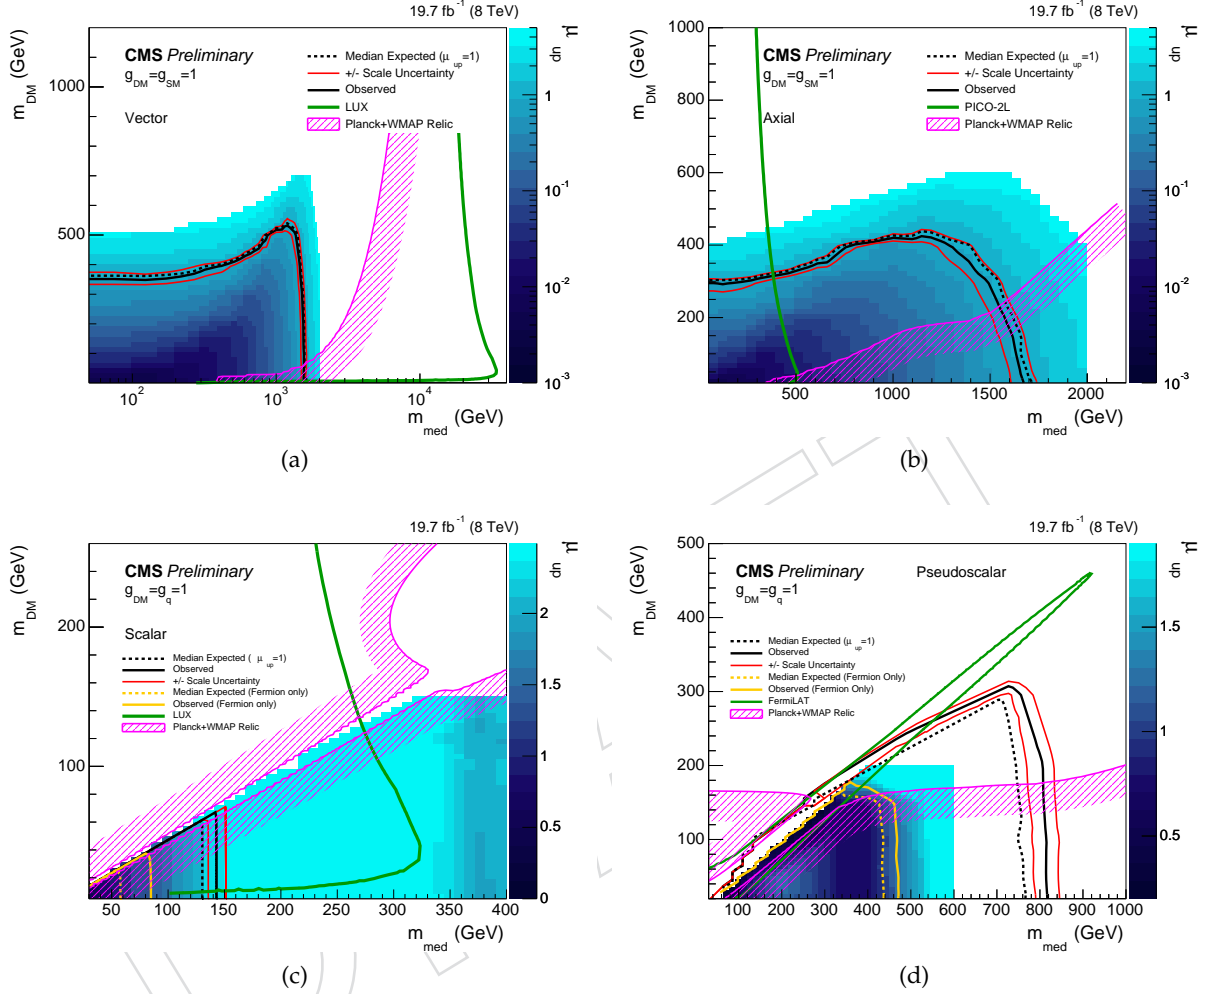 19.7 fb⁻¹ (8 TeV)
CMS Preliminary
g_DM=g_SM=1
Vector
Median Expected (μ_up=1)
+/- Scale Uncertainty
Observed
LUX
Planck+WMAP Relic
m_DM (GeV)
1000
500
10²
10³
10⁴
m_med (GeV)
μ_up
1
10⁻¹
10⁻²
10⁻³
(a)
19.7 fb⁻¹ (8 TeV)
CMS Preliminary
g_DM=g_SM=1
Axial
Median Expected (μ_up=1)
+/- Scale Uncertainty
Observed
PICO-2L
Planck+WMAP Relic
m_DM (GeV)
1000
900
800
700
600
500
400
300
200
500
1000
1500
2000
m_med (GeV)
μ_up
1
10⁻¹
10⁻²
10⁻³
(b)
19.7 fb⁻¹ (8 TeV)
CMS Preliminary
g_DM=g_q=1
Scalar
Median Expected (μ_up=1)
Observed
+/- Scale Uncertainty
Median Expected (Fermion only)
Observed (Fermion only)
LUX
Planck+WMAP Relic
m_DM (GeV)
200
100
50
100
150
200
250
300
350
400
m_med (GeV)
μ_up
2
1.5
1
0.5
0
(c)
19.7 fb⁻¹ (8 TeV)
CMS Preliminary
Pseudoscalar
g_DM=g_q=1
Median Expected (μ_up=1)
Observed
+/- Scale Uncertainty
Median Expected (Fermion Only)
Observed (Fermion Only)
FermiLAT
Planck+WMAP Relic
m_DM (GeV)
500
400
300
200
100
100
200
300
400
500
600
700
800
900
1000
m_med (GeV)
μ_up
1.5
1
0.5
(d)